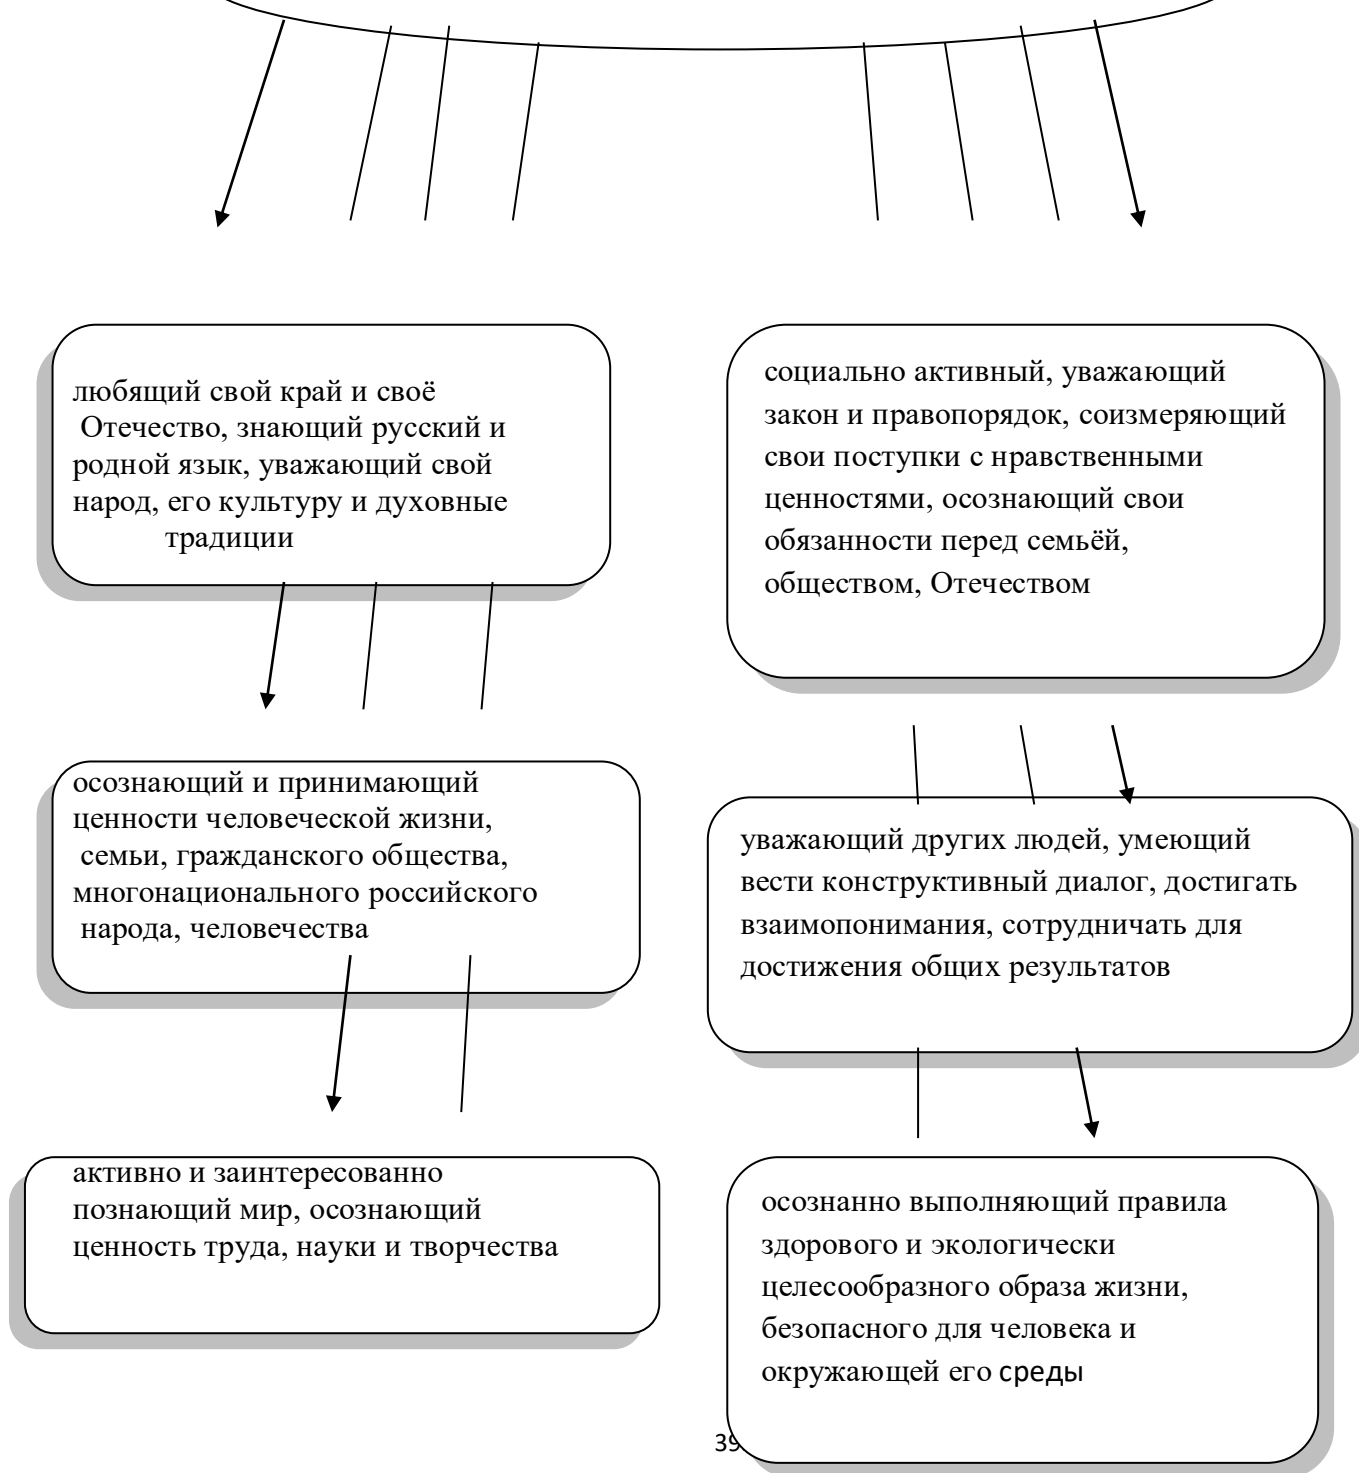 любящий свой край и своё
Отечество, знающий русский и
родной язык, уважающий свой
народ, его культуру и духовные
традиции
социально активный, уважающий
закон и правопорядок, соизмеряющий
свои поступки с нравственными
ценностями, осознающий свои
обязанности перед семьёй,
обществом, Отечеством
осознающий и принимающий
ценности человеческой жизни,
семьи, гражданского общества,
многонационального российского
народа, человечества
уважающий других людей, умеющий
вести конструктивный диалог, достигать
взаимопонимания, сотрудничать для
достижения общих результатов
активно и заинтересованно
познающий мир, осознающий
ценность труда, науки и творчества
осознанно выполняющий правила
здорового и экологически
целесообразного образа жизни,
безопасного для человека и
окружающей его среды
39